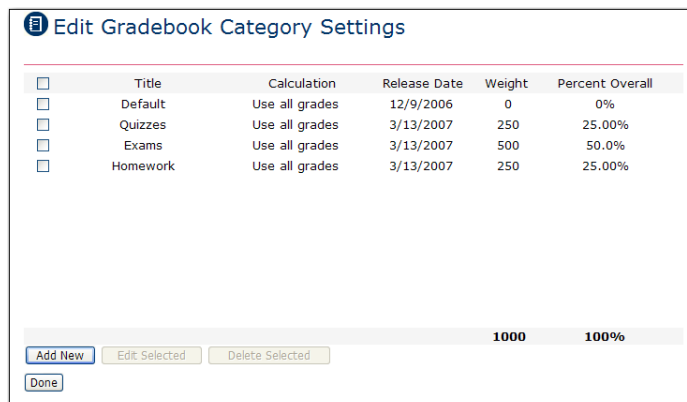 Edit Gradebook Category Settings
Title Calculation Release Date Weight Percent Overall
Default Use all grades 12/9/2006 0 0%
Quizzes Use all grades 3/13/2007 250 25.00%
Exams Use all grades 3/13/2007 500 50.0%
Homework Use all grades 3/13/2007 250 25.00%
1000 100%
Add New Edit Selected Delete Selected
Done